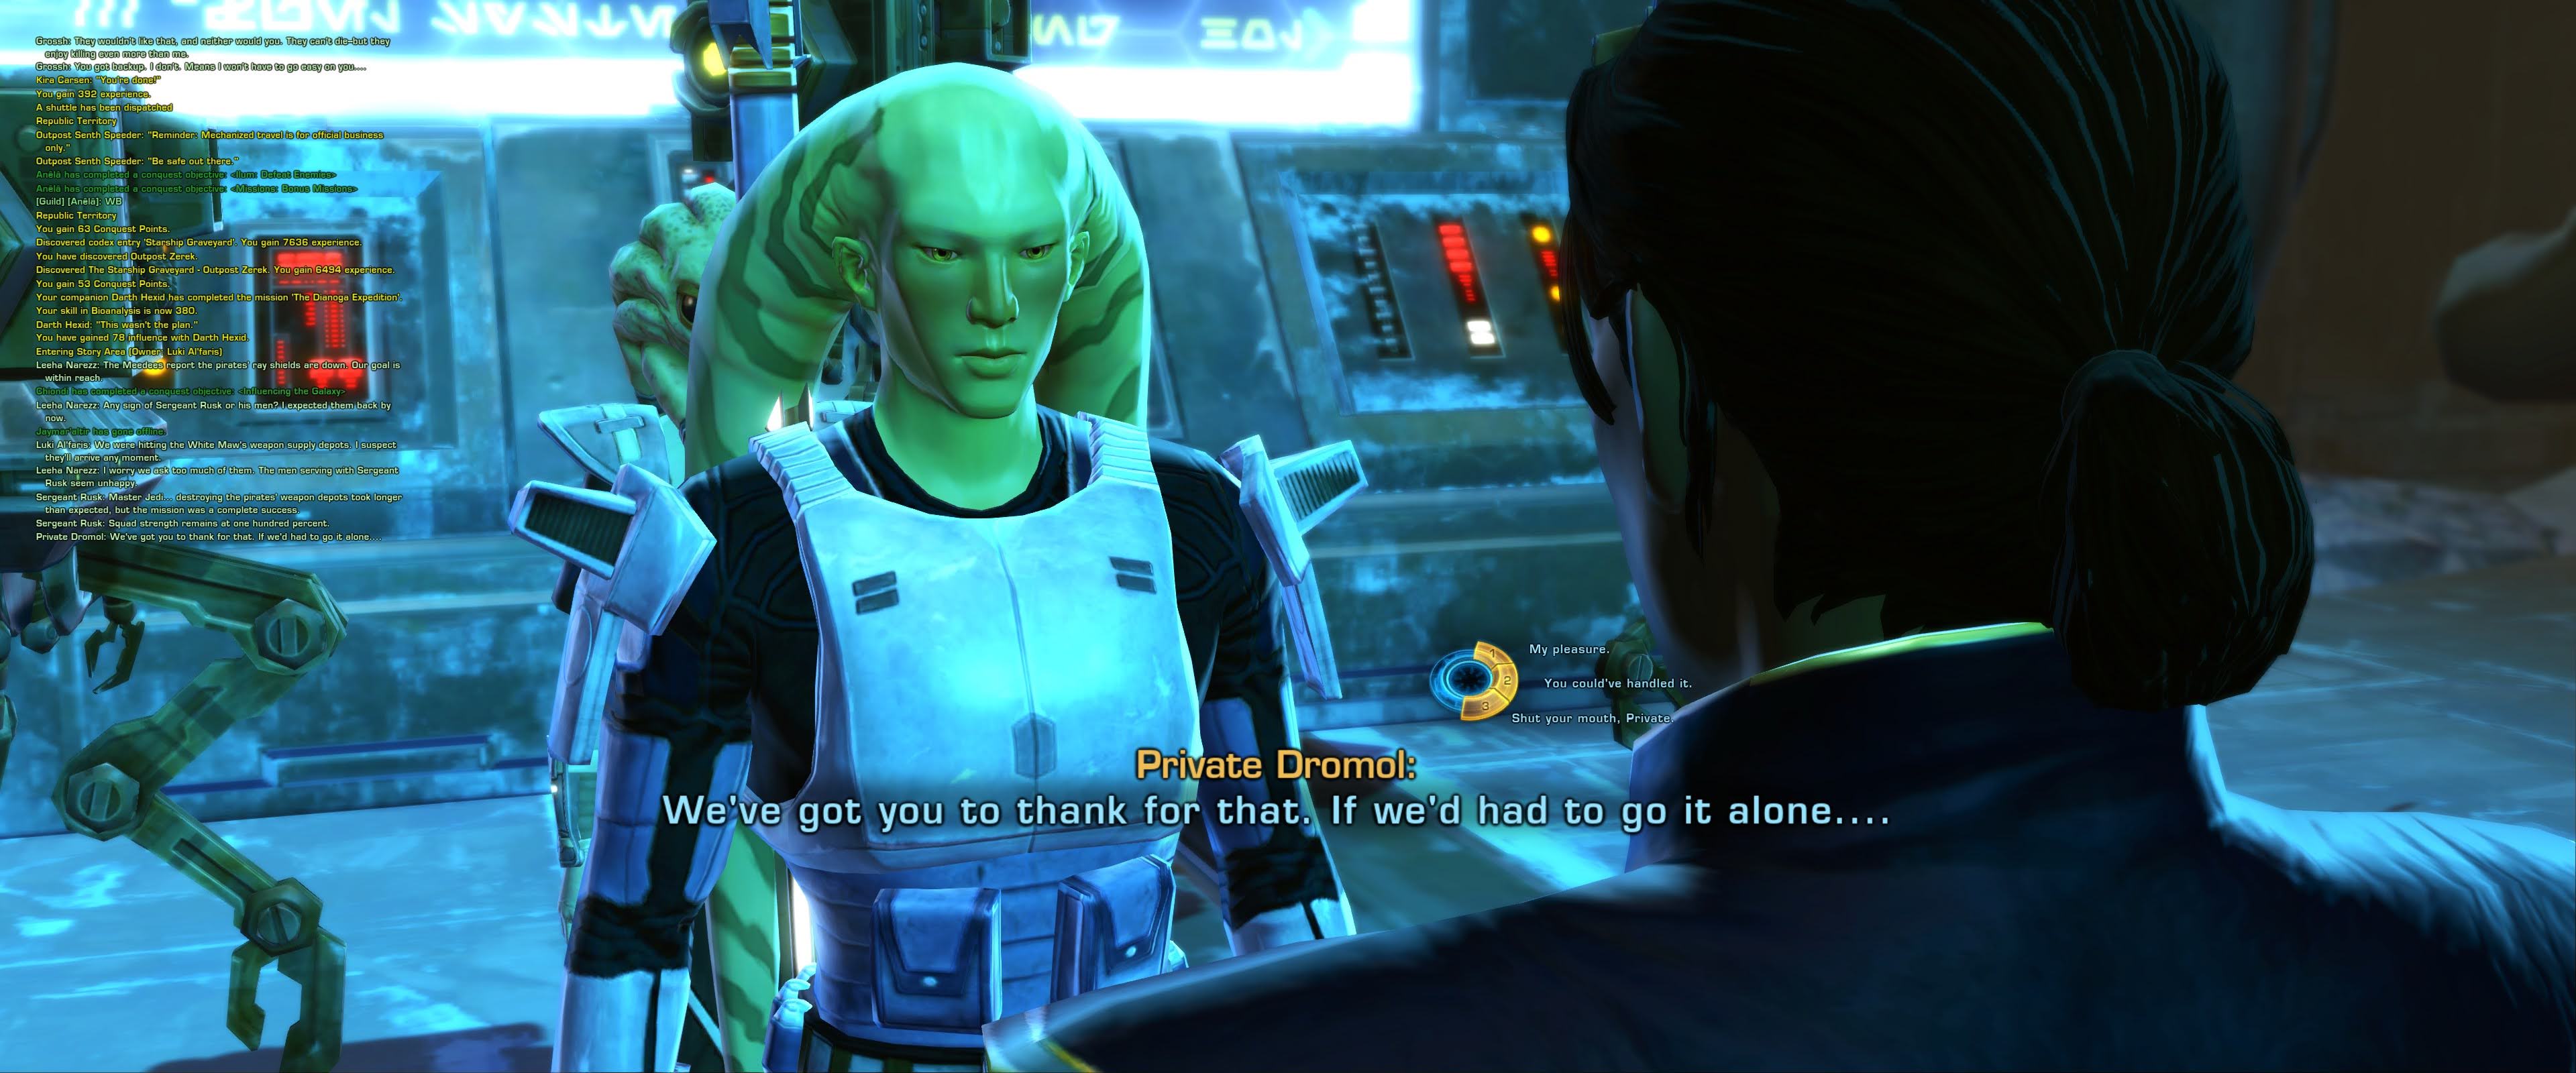 Grossh: They wouldn't like that, and neither would you. They can't die-but they
enjoy killing even more than me.
Grossh: You got backup. I don't. Means I won't have to go easy on you....
Kira Carsen: "You're done!"
You gain 392 experience.
A shuttle has been dispatched
Republic Territory
Outpost Senth Speeder: "Reminder: Mechanized travel is for official business
only."
Outpost Senth Speeder: "Be safe out there."
Anêlâ has completed a conquest objective: <Ilum: Defeat Enemies>
Anêlâ has completed a conquest objective: <Missions: Bonus Missions>
[Guild] [Anêlâ]: WB
Republic Territory
You gain 63 Conquest Points.
Discovered codex entry 'Starship Graveyard'. You gain 7636 experience.
You have discovered Outpost Zerek.
Discovered The Starship Graveyard - Outpost Zerek. You gain 6494 experience.
You gain 53 Conquest Points.
Your companion Darth Hexid has completed the mission 'The Dianoga Expedition'.
Your skill in Bioanalysis is now 380.
Darth Hexid: "This wasn't the plan."
You have gained 78 influence with Darth Hexid.
Entering Story Area (Owner: Luki Al'faris)
Leeha Narezz: The Meedees report the pirates' ray shields are down. Our goal is
within reach.
Chiondi has completed a conquest objective: <Influencing the Galaxy>
Leeha Narezz: Any sign of Sergeant Rusk or his men? I expected them back by
now.
has gone offline.
Luki Al'faris: We were hitting the White Maw's weapon supply depots. I suspect
they'll arrive any moment.
Leeha Narezz: I worry we ask too much of them. The men serving with Sergeant
Rusk seem unhappy.
Sergeant Rusk: Master Jedi... destroying the pirates' weapon depots took longer
than expected, but the mission was a complete success.
Sergeant Rusk: Squad strength remains at one hundred percent.
Private Dromol: We've got you to thank for that. If we'd had to go it alone....
1 My pleasure.
2 You could've handled it.
3 Shut your mouth, Private.
Private Dromol:
We've got you to thank for that. If we'd had to go it alone....